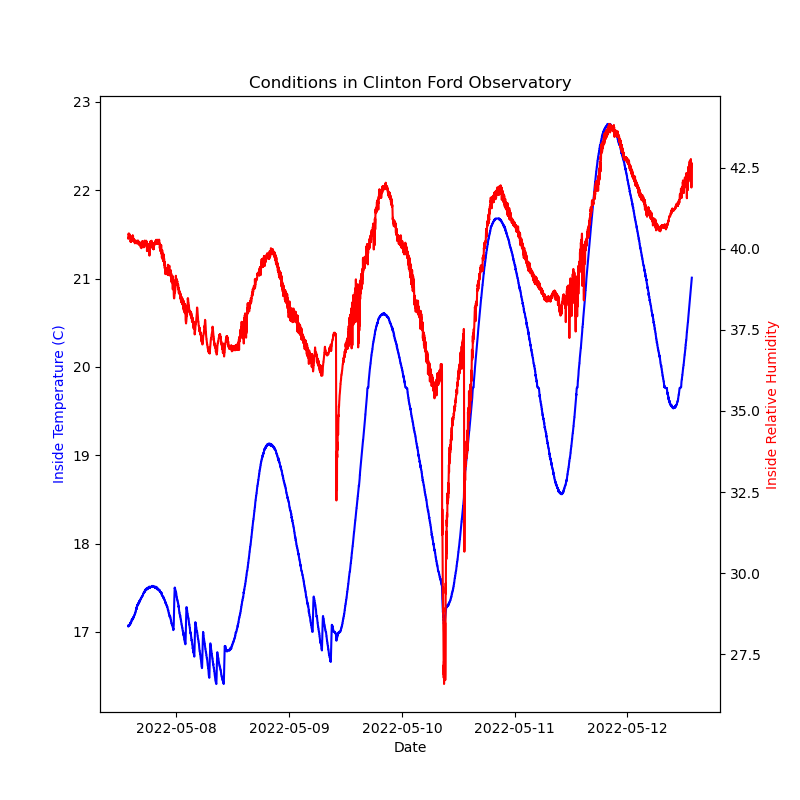 Conditions in Clinton Ford Observatory
23
22
21
20
19
18
17
Inside Temperature (C)
42.5
40.0
37.5
35.0
32.5
30.0
27.5
Inside Relative Humidity
2022-05-08 2022-05-09 2022-05-10 2022-05-11 2022-05-12
Date